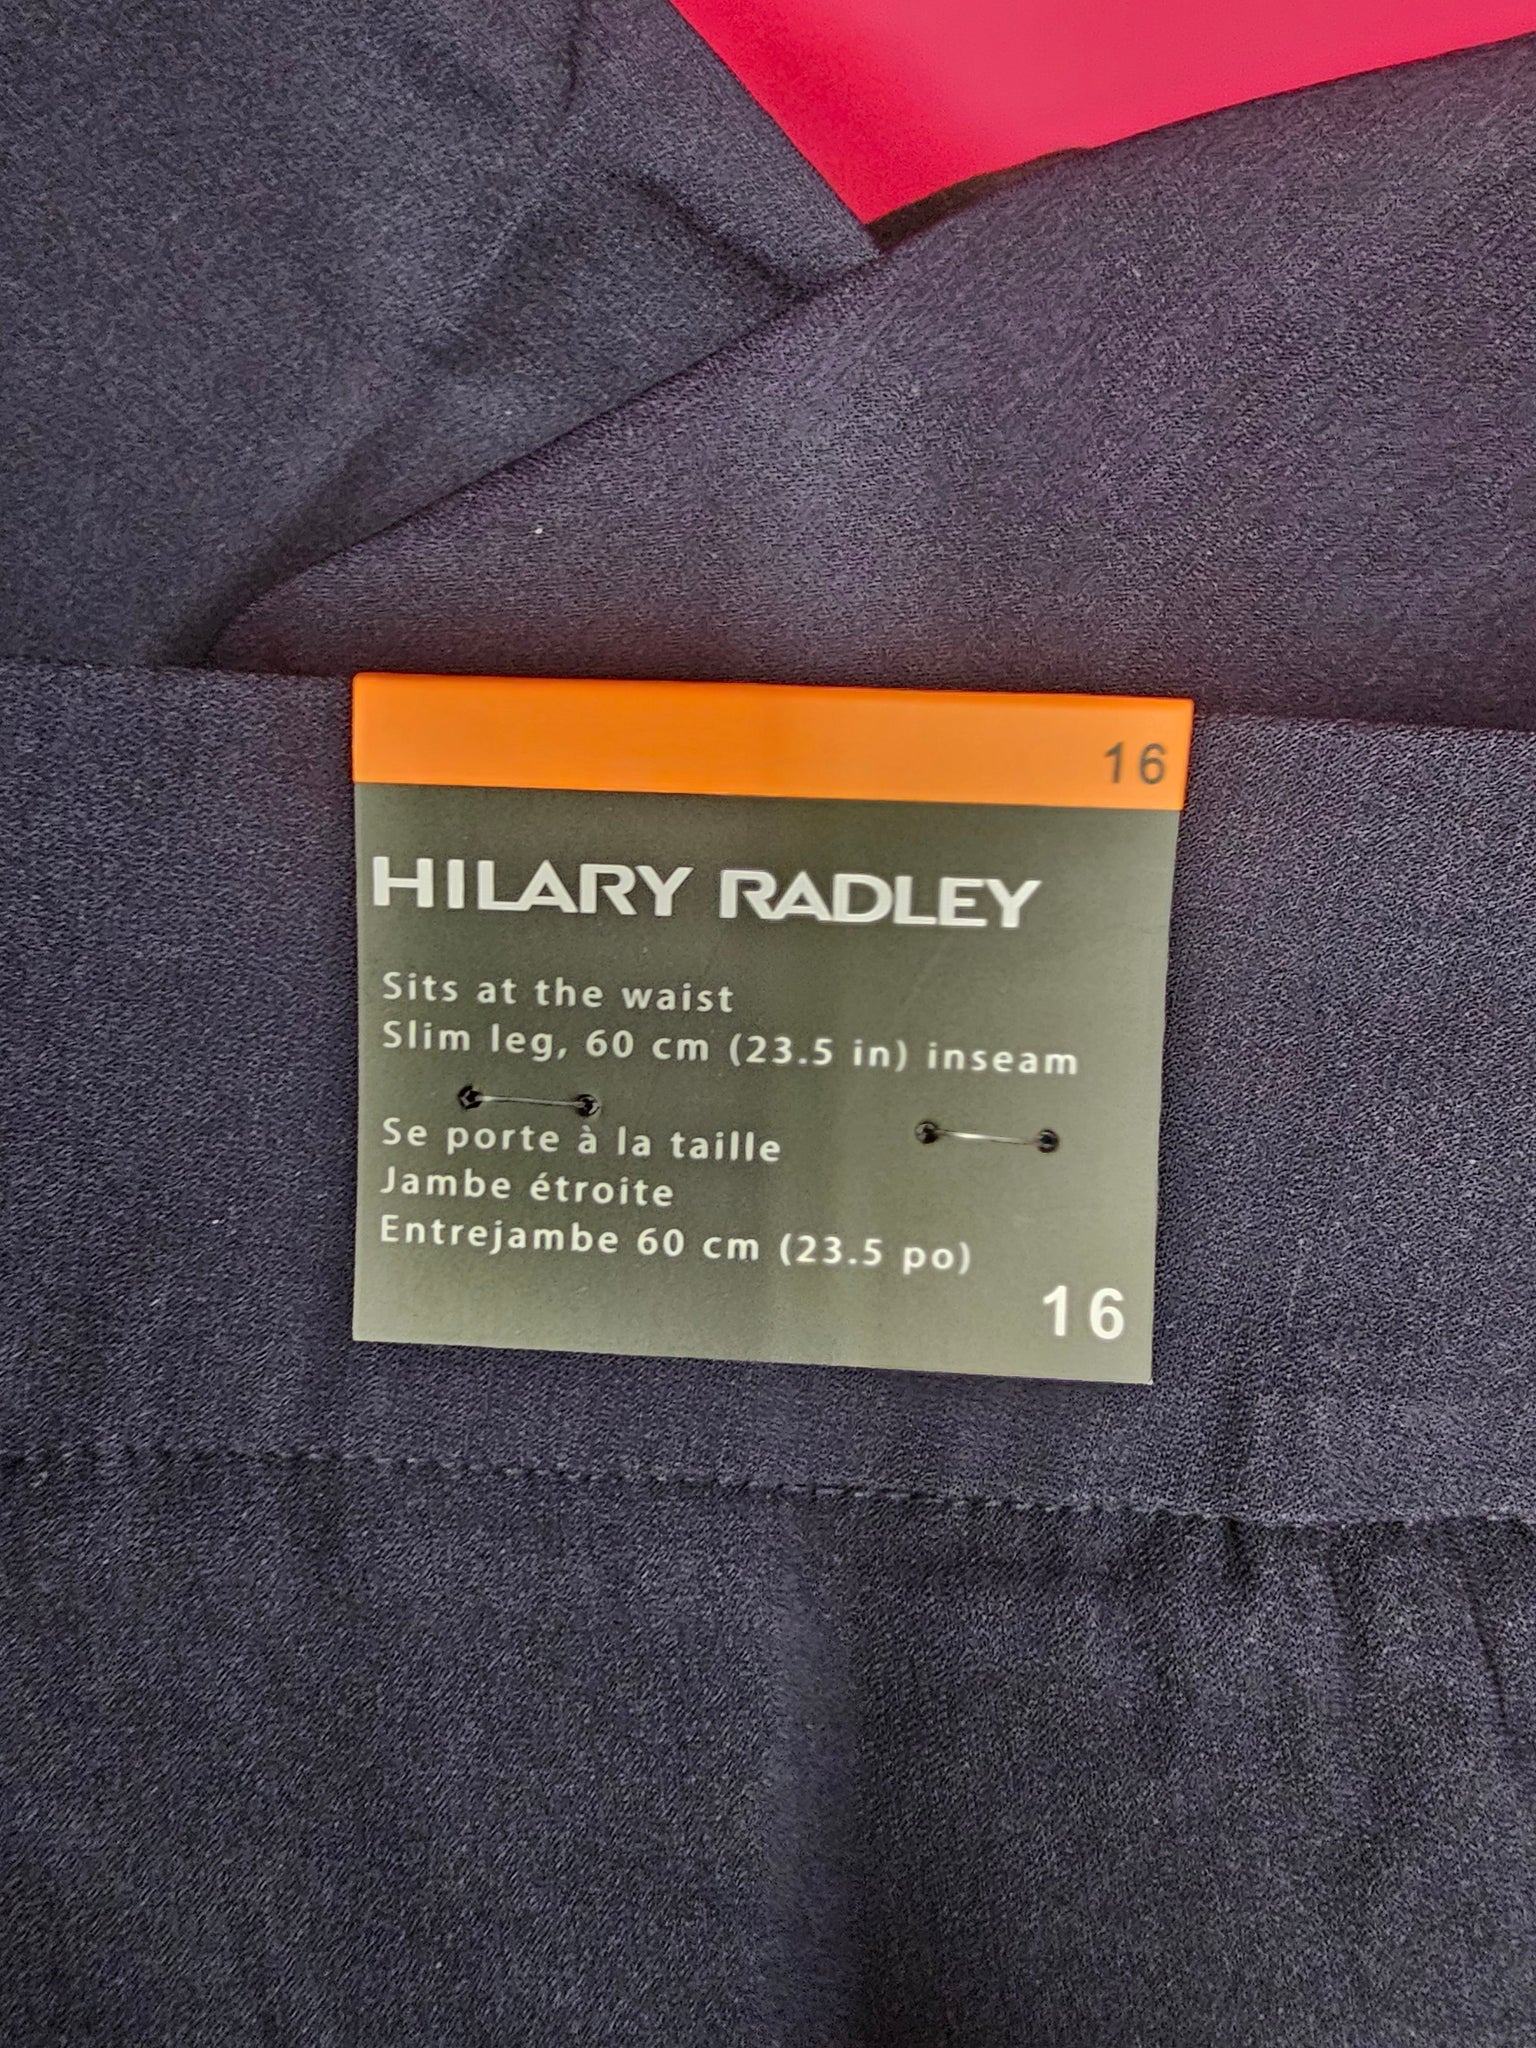 16
HILARY RADLEY
Sits at the waist
Slim leg, 60 cm (23.5 in) inseam
Se porte à la taille
Jambe étroite
Entrejambe 60 cm (23.5 po)
16